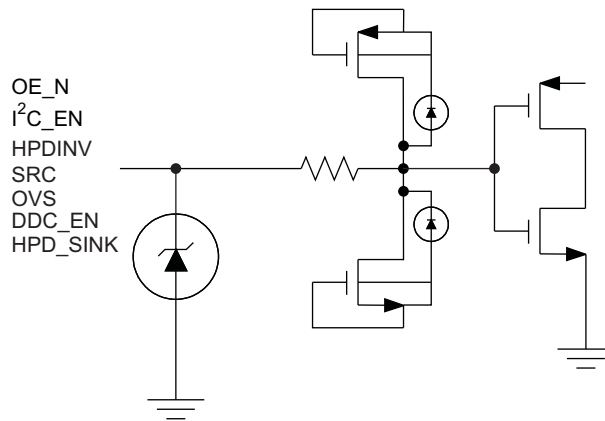 OE_N
I²C_EN
HPDINV
SRC
OVS
DDC_EN
HPD_SINK